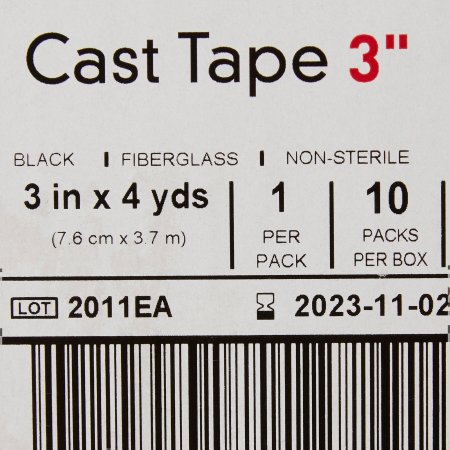 Cast Tape 3"
BLACK | FIBERGLASS | NON-STERILE
3 in x 4 yds 1 10
(7.6 cm x 3.7 m) PER PACKS
PACK PER BOX
LOT 2011EA 2023-11-02